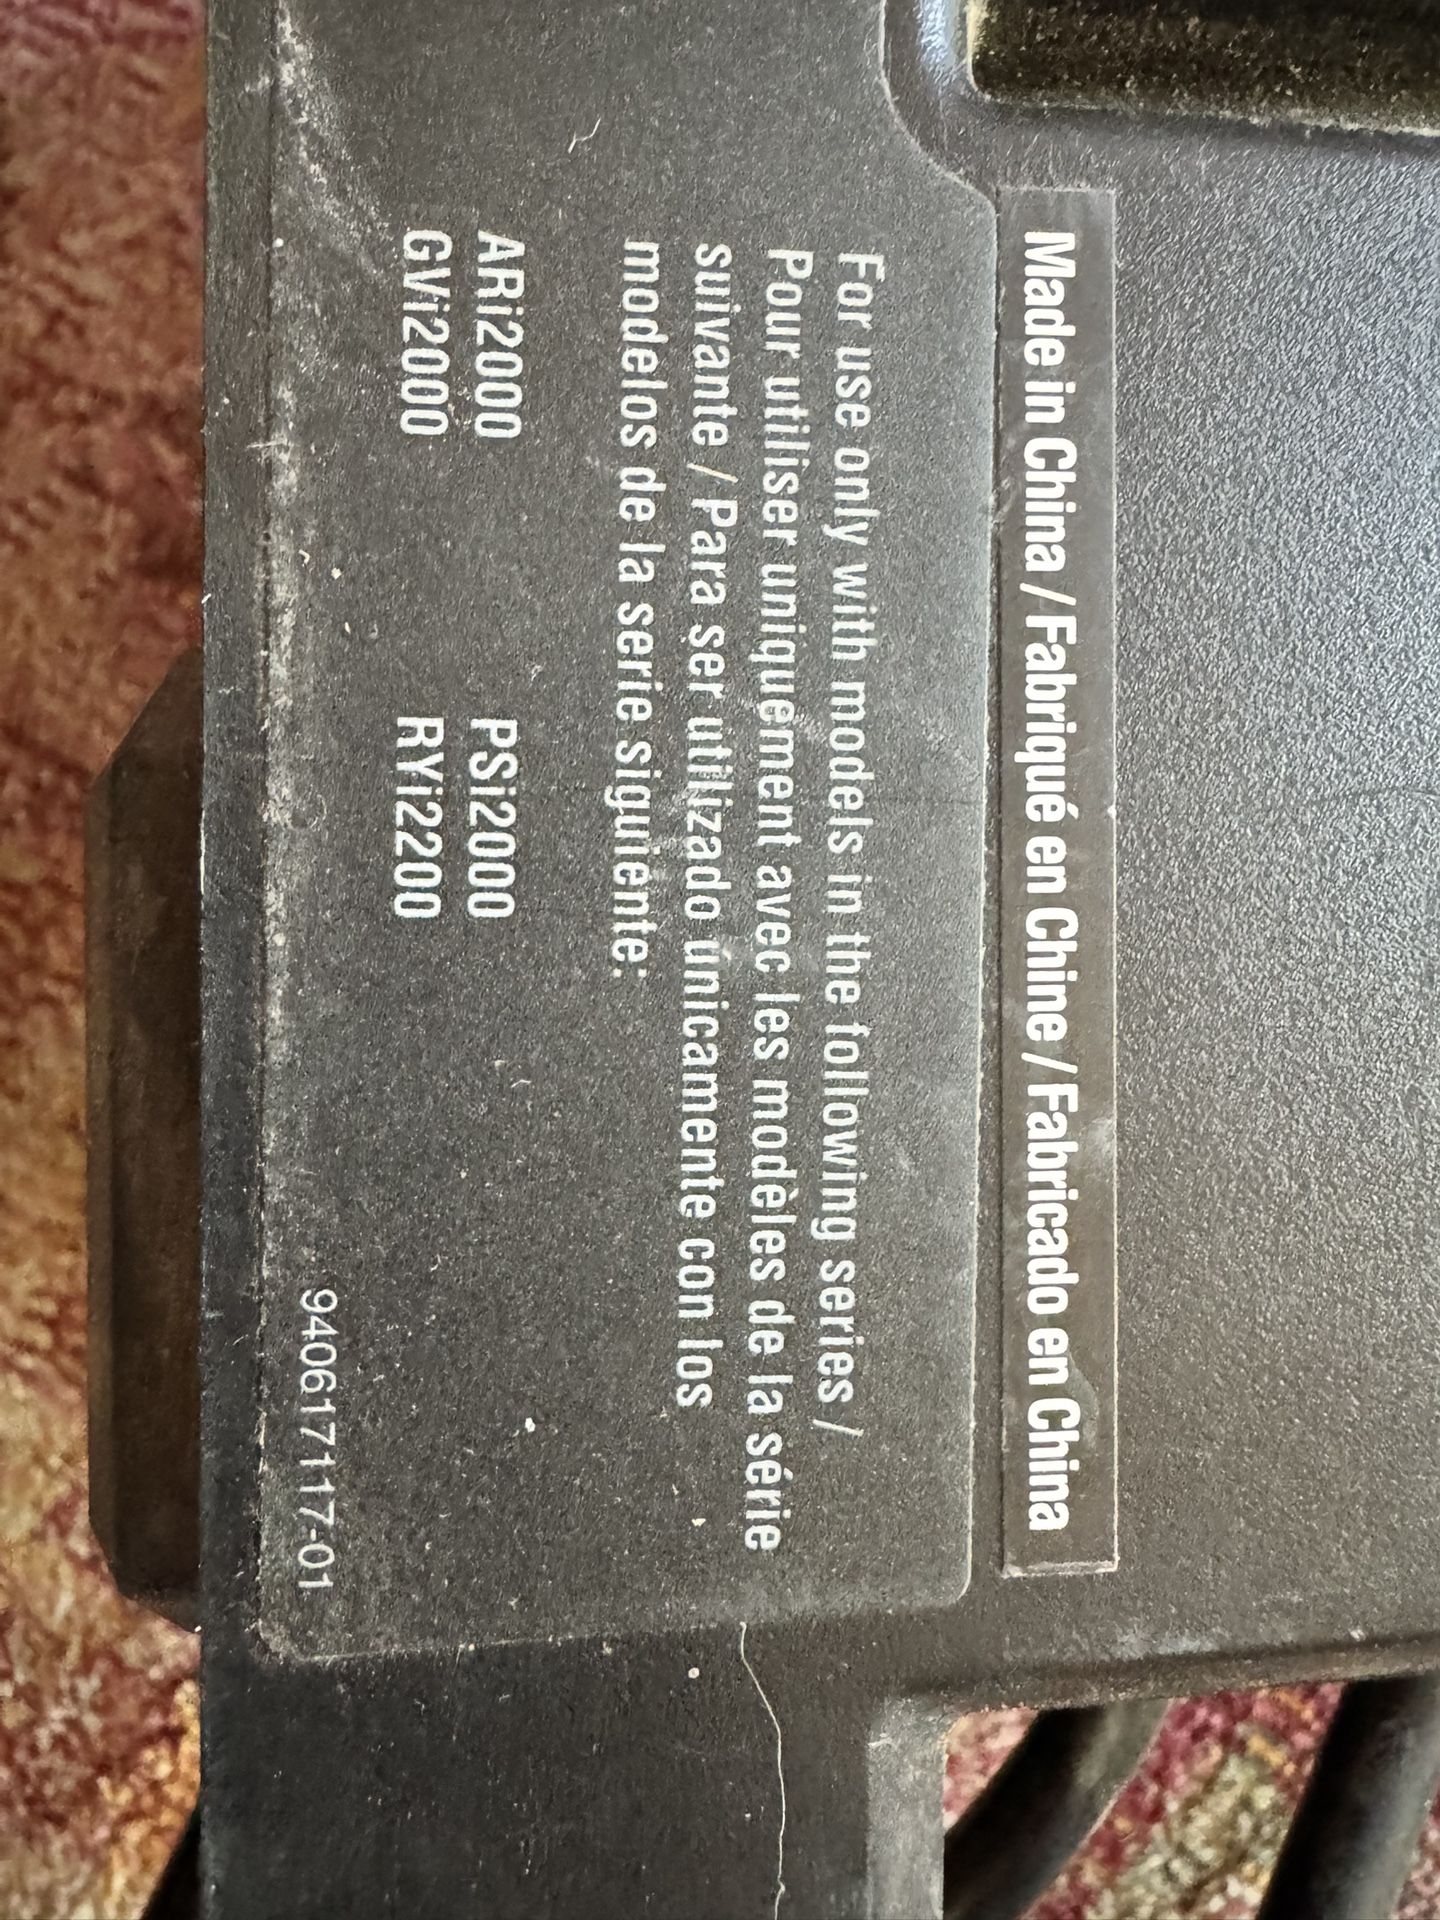 Made in China / Fabriqué en Chine / Fabricado en China
For use only with models in the following series /
Pour utiliser uniquement avec les modèles de la série
suivante / Para ser utilizado únicamente con los
modelos de la serie siguiente:
ARi2000 PSi2000
GVi2000 RYi2200
940617117-01